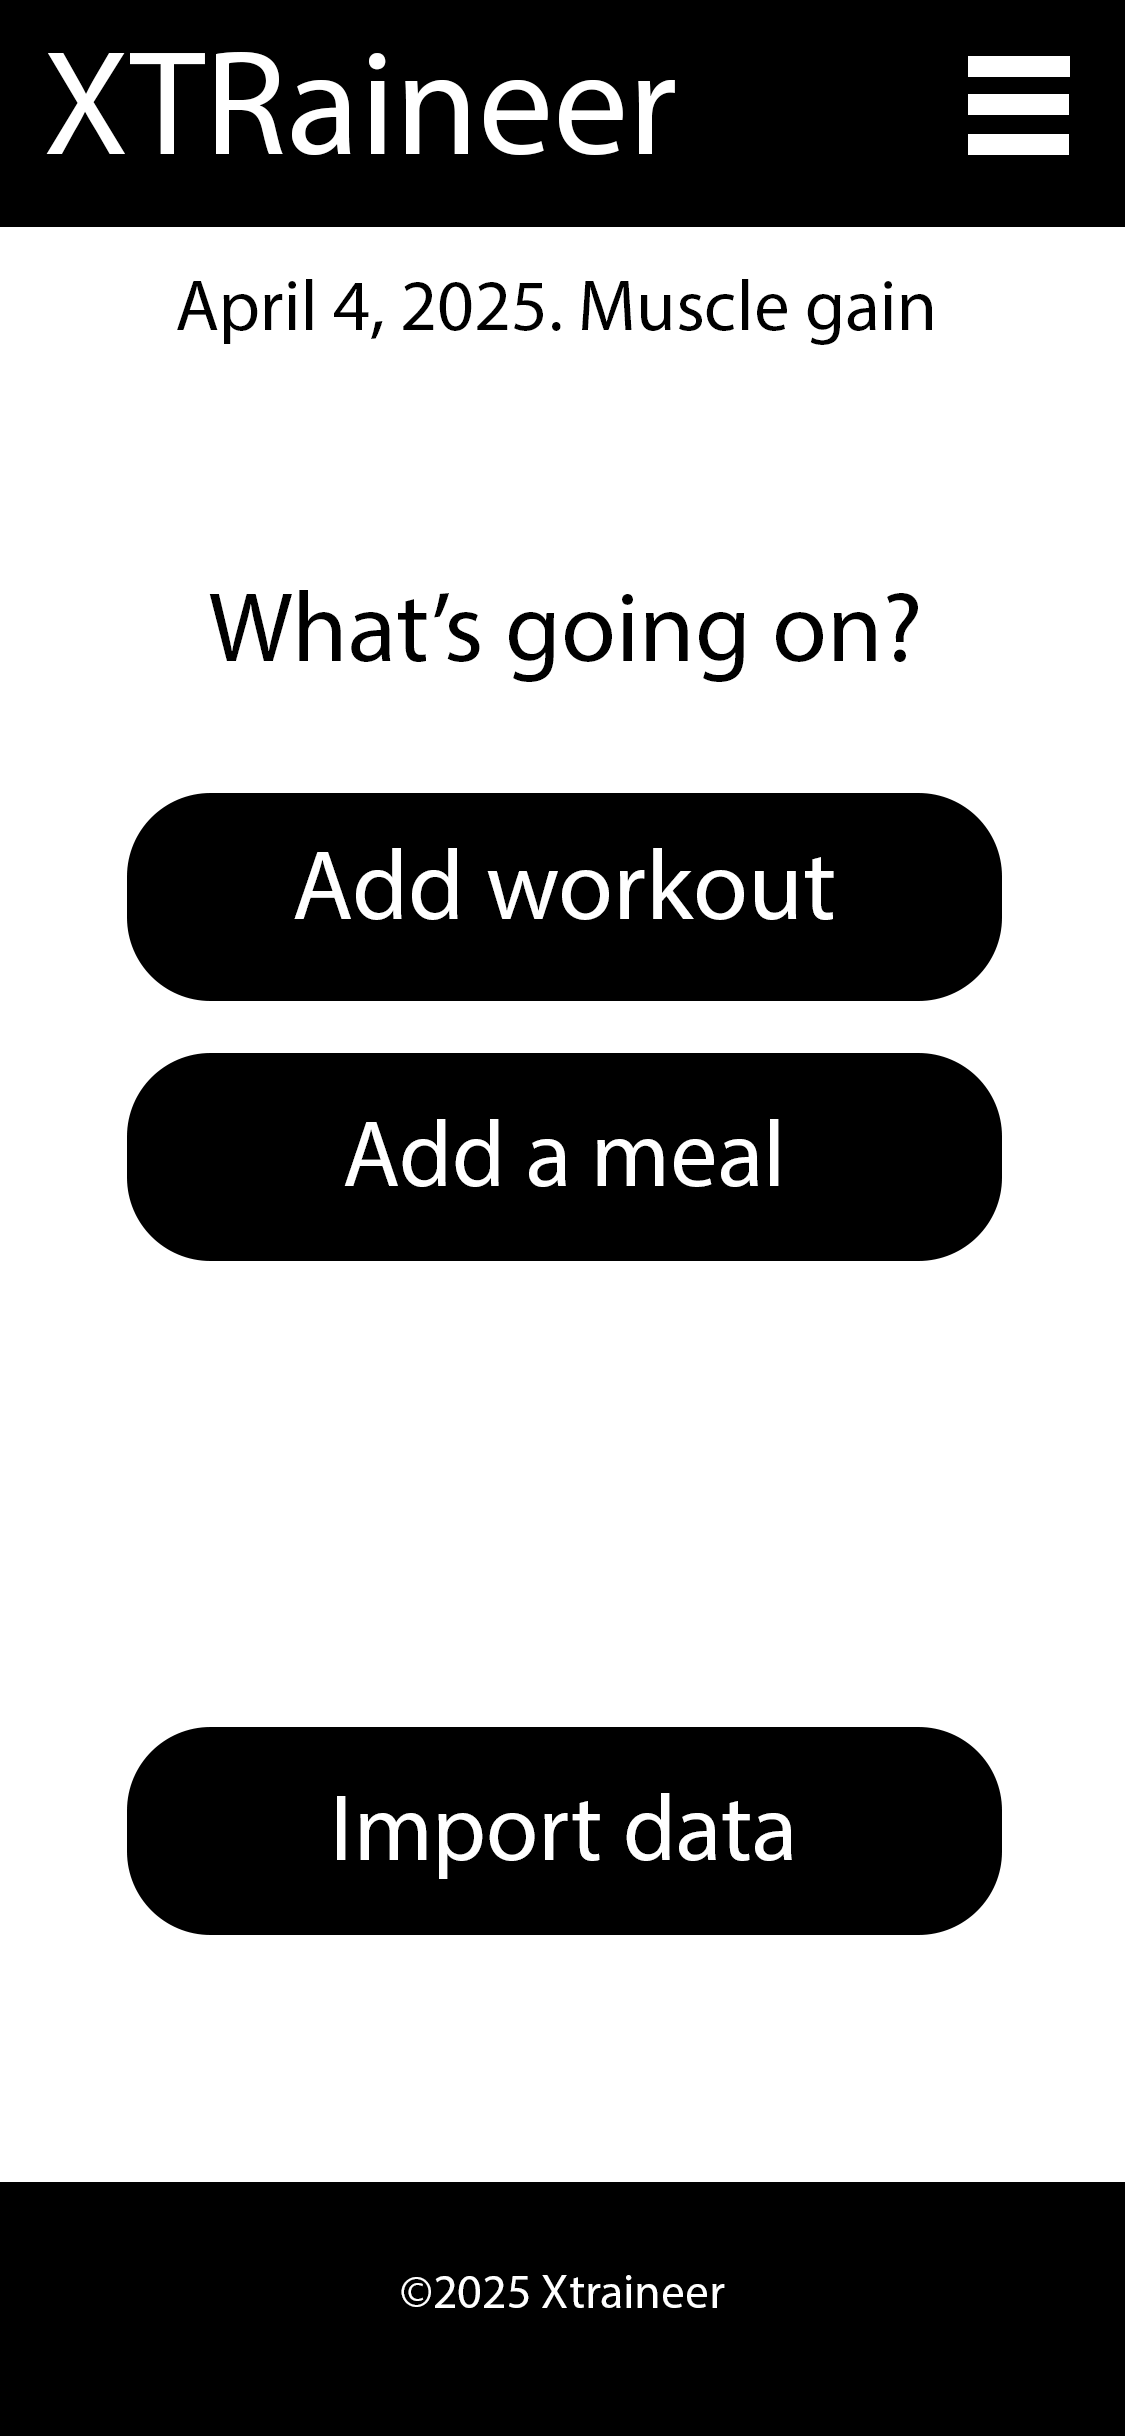 XTRaineer
April 4, 2025. Muscle gain
What’s going on?
Add workout
Add a meal
Import data
©2025 Xtraineer